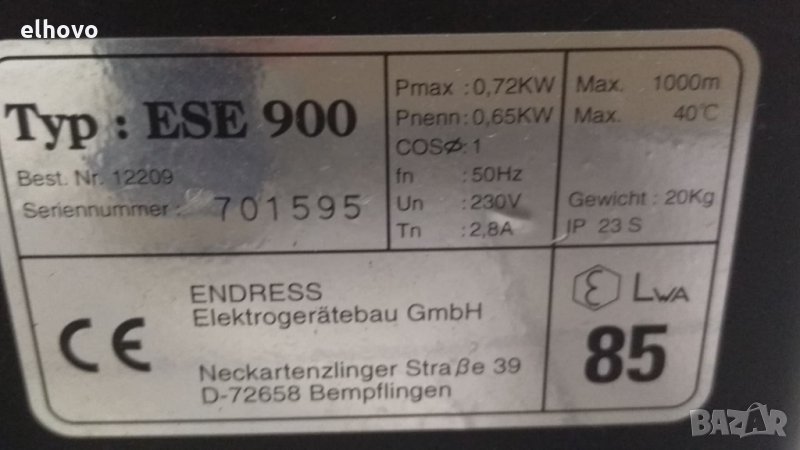 elhovo
Typ : ESE 900
Best. Nr. 12209
Seriennummer : 701595
Pmax : 0,72KW
Pnenn : 0,65KW
COSØ : 1
fn : 50Hz
Un : 230V
Tn : 2,8A
Max. 1000m
Max. 40°C
Gewicht : 20Kg
IP 23 S
CE
ENDRESS
Elektrogerätebau GmbH
Neckartenzlinger Straße 39
D-72658 Bempflingen
ε LWA
85
BAZAR